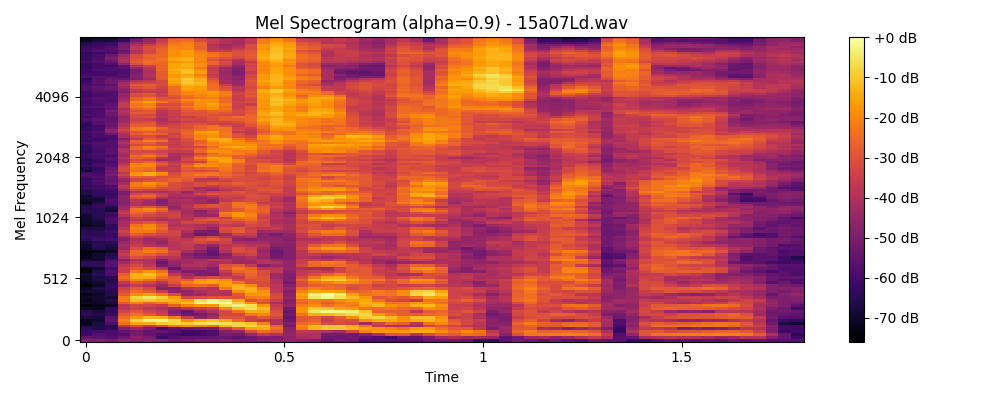 Mel Spectrogram (alpha=0.9) - 15a07Ld.wav
Mel Frequency
4096
2048
1024
512
0
0
0.5
1
1.5
Time
+0 dB
-10 dB
-20 dB
-30 dB
-40 dB
-50 dB
-60 dB
-70 dB